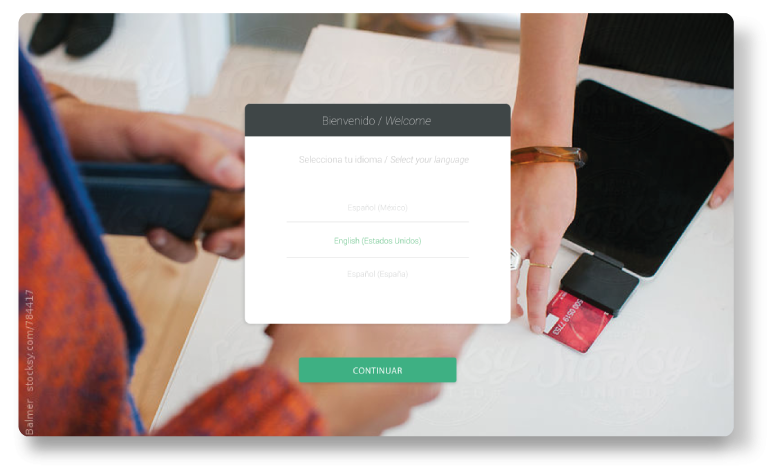 Bienvenido / Welcome
Selecciona tu idioma / Select your language
Español (México)
English (Estados Unidos)
Español (España)
CONTINUAR
Balmer stocksy.com/784417
Stocksy